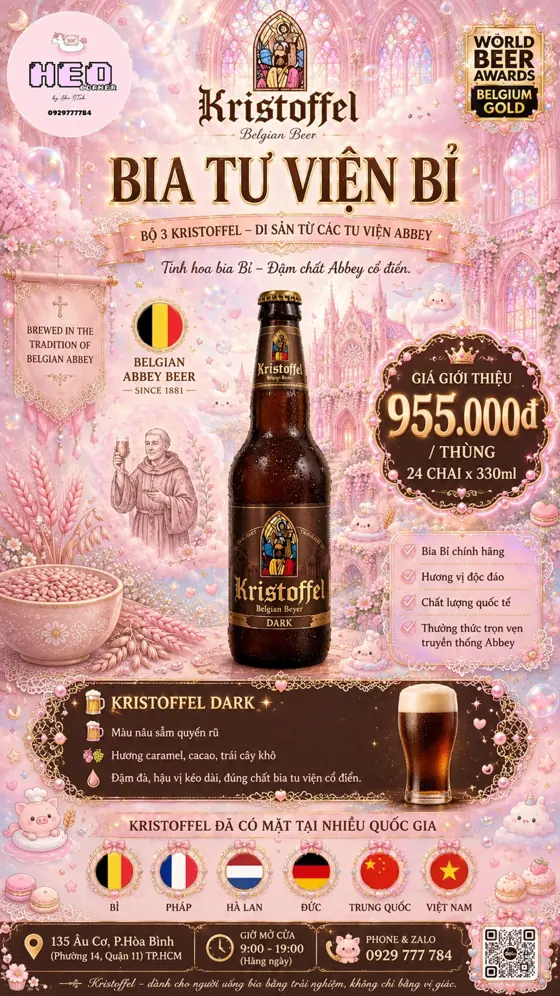 HEO
CORNER
by Như Tình
0929777784
Kristoffel
Belgian Beer
WORLD
BEER
AWARDS
BELGIUM
GOLD
BIA TƯ VIỆN BỈ
BỘ 3 KRISTOFFEL – DI SẢN TỪ CÁC TU VIỆN ABBEY
Tinh hoa bia Bỉ – Đậm chất Abbey cổ điển.
BREWED IN THE
TRADITION OF
BELGIAN ABBEY
BELGIAN
ABBEY BEER
SINCE 1881
Kristoffel
Belgian Beer
GIÁ GIỚI THIỆU
955.000đ
/ THÙNG
24 CHAI x 330ml
Kristoffel
Belgian Beyer
DARK
Bia Bỉ chính hãng
Hương vị độc đáo
Chất lượng quốc tế
Thưởng thức trọn vẹn
truyền thống Abbey
KRISTOFFEL DARK
Màu nâu sẫm quyến rũ
Hương caramel, cacao, trái cây khô
Đậm đà, hậu vị kéo dài, đúng chất bia tu viện cổ điển.
KRISTOFFEL ĐÃ CÓ MẶT TẠI NHIỀU QUỐC GIA
BỈ
PHÁP
HÀ LAN
ĐỨC
TRUNG QUỐC
VIỆT NAM
135 Âu Cơ, P.Hòa Bình
(Phường 14, Quận 11) TP.HCM
GIỜ MỞ CỬA
9:00 - 19:00
(Hàng ngày)
PHONE & ZALO
0929 777 784
Kristoffel – dành cho người uống bia bằng trải nghiệm, không chỉ bằng vị giác.